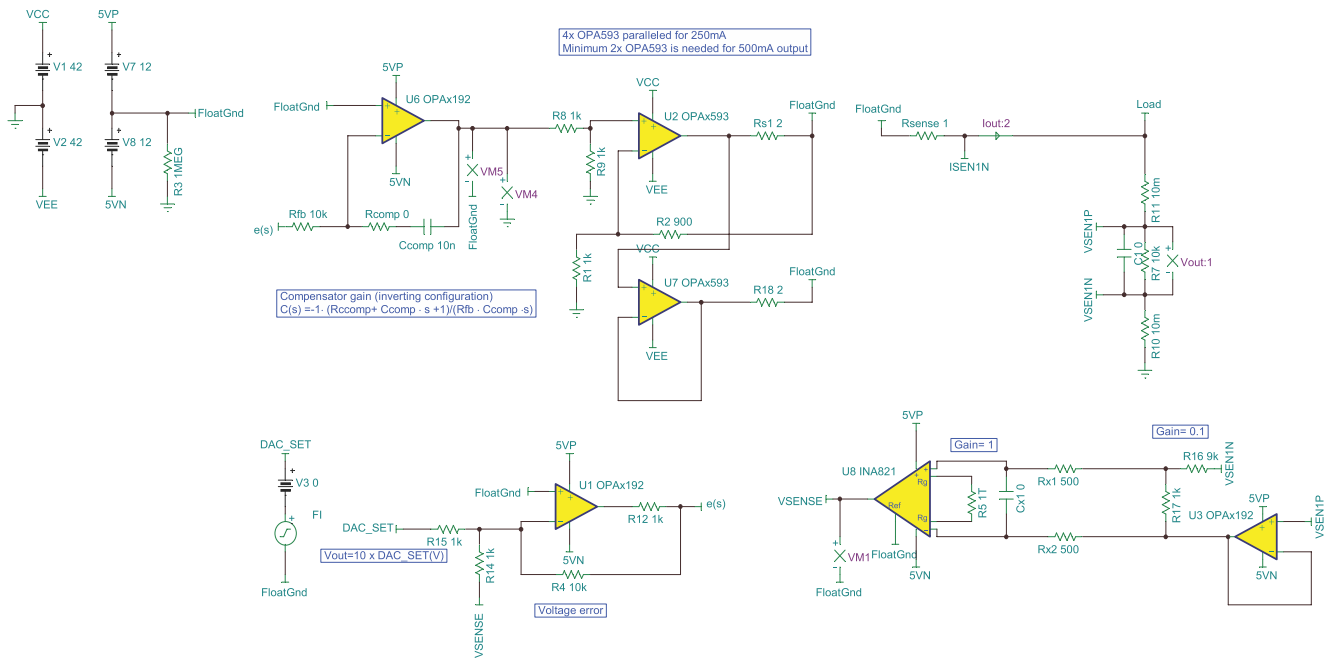 VCC
5VP
V1 42
V7 12
FloatGnd
V2 42
V8 12
R3 1MEG
VEE
5VN
4x OPA593 paralleled for 250mA
Minimum 2x OPA593 is needed for 500mA output
5VP
U6 OPAx192
FloatGnd
5VN
Rfb 10k
Rcomp 0
e(s)
Ccomp 10n
VM5
VM4
FloatGnd
R8 1k
R9 1k
VCC
U2 OPAx593
VEE
FloatGnd
Rs1 2
R2 900
R1 1k
VCC
U7 OPAx593
VEE
FloatGnd
R18 2
Compensator gain (inverting configuration)
C(s) =-1· (Rccomp+ Ccomp · s +1)/(Rfb · Ccomp ·s)
FloatGnd
Rsense 1
Iout:2
ISEN1N
Load
R11 10m
VSEN1P
C1 0
R7 10k
Vout:1
VSEN1N
R10 10m
DAC_SET
V3 0
FI
FloatGnd
5VP
U1 OPAx192
FloatGnd
R12 1k
e(s)
DAC_SET
R15 1k
Vout=10 x DAC_SET(V)
R14 1k
5VN
R4 10k
VSENSE
Voltage error
5VP
Gain= 1
Gain= 0.1
U8 INA821
Rg
Ref
Rg
R5 1T
Cx1 0
Rx1 500
R16 9k
VSEN1N
R17 1k
VSENSE
VM1
FloatGnd
FloatGnd
5VN
Rx2 500
5VP
U3 OPAx192
VSEN1P
5VN